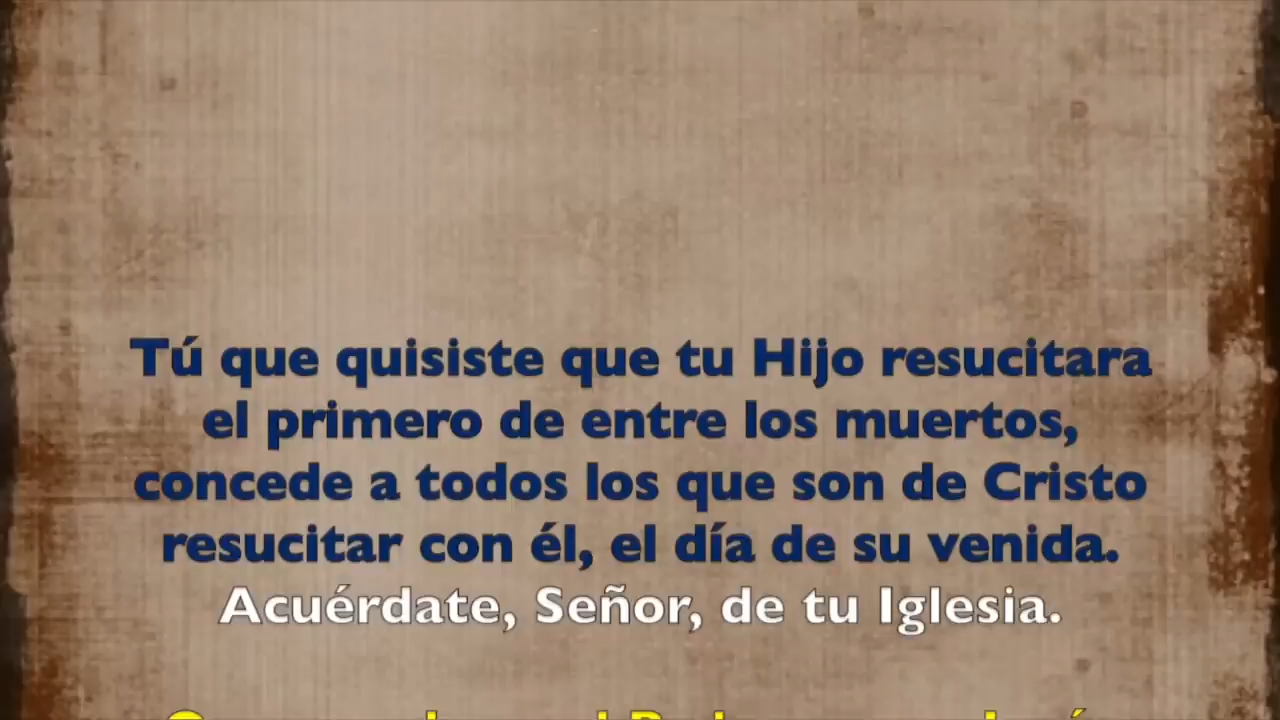 Tú que quisiste que tu Hijo resucitara
el primero de entre los muertos,
concede a todos los que son de Cristo
resucitar con él, el día de su venida.
Acuérdate, Señor, de tu Iglesia.